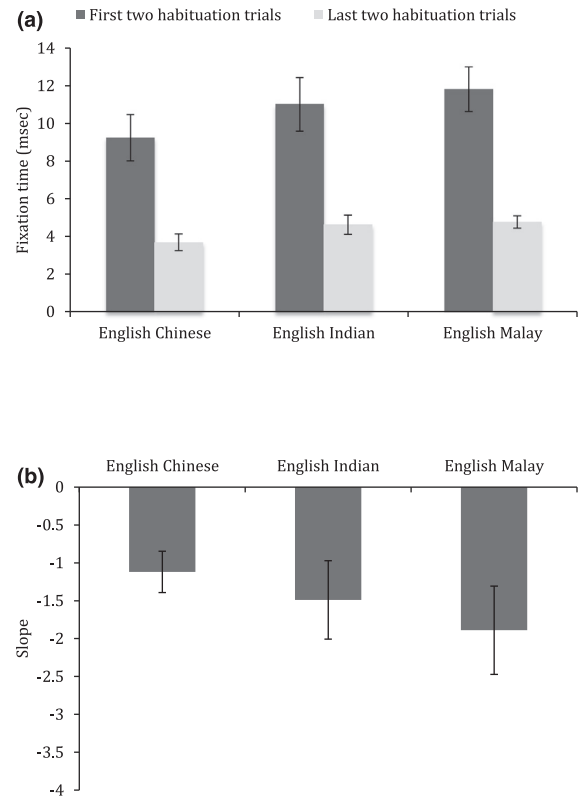 First two habituation trials Last two habituation trials
(a)
Fixation time (msec)
14
12
10
8
6
4
2
0
English Chinese English Indian English Malay
(b)
English Chinese English Indian English Malay
Slope
0
-0.5
-1
-1.5
-2
-2.5
-3
-3.5
-4